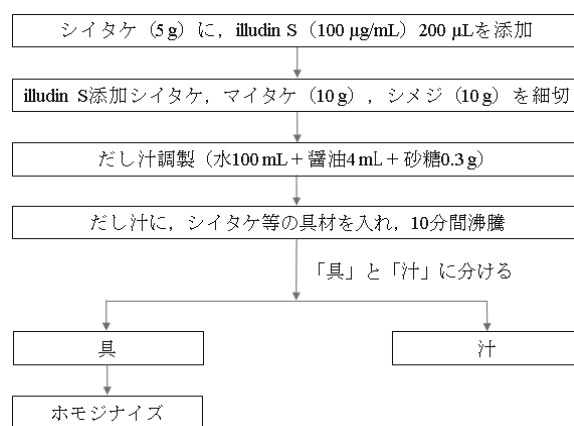 シイタケ（5 g）に，illudin S（100 μg/mL）200 μLを添加
illudin S添加シイタケ，マイタケ（10 g），シメジ（10 g）を細切
だし汁調製（水100 mL＋醤油4 mL＋砂糖0.3 g）
だし汁に，シイタケ等の具材を入れ，10分間沸騰
「具」と「汁」に分ける
具
汁
ホモジナイズ